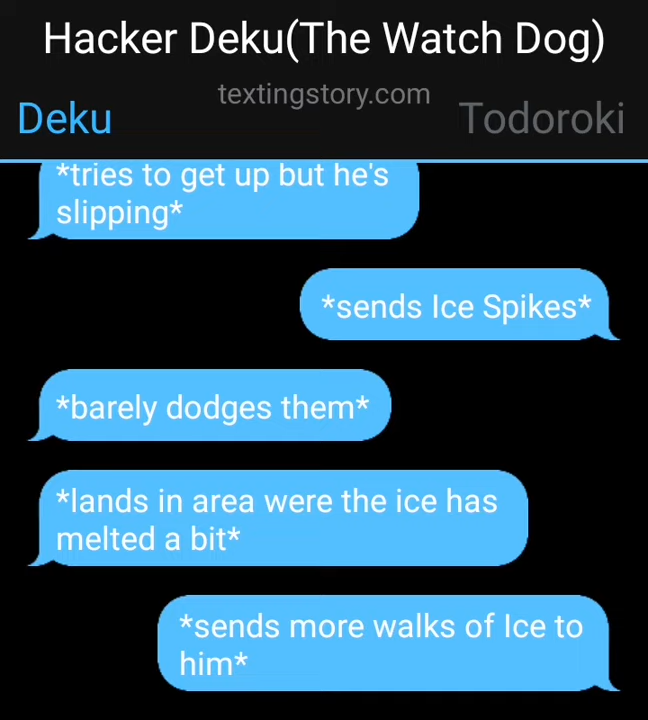 Hacker Deku(The Watch Dog)
textingstory.com
Deku
Todoroki
*tries to get up but he's
slipping*
*sends Ice Spikes*
*barely dodges them*
*lands in area were the ice has
melted a bit*
*sends more walks of Ice to
him*